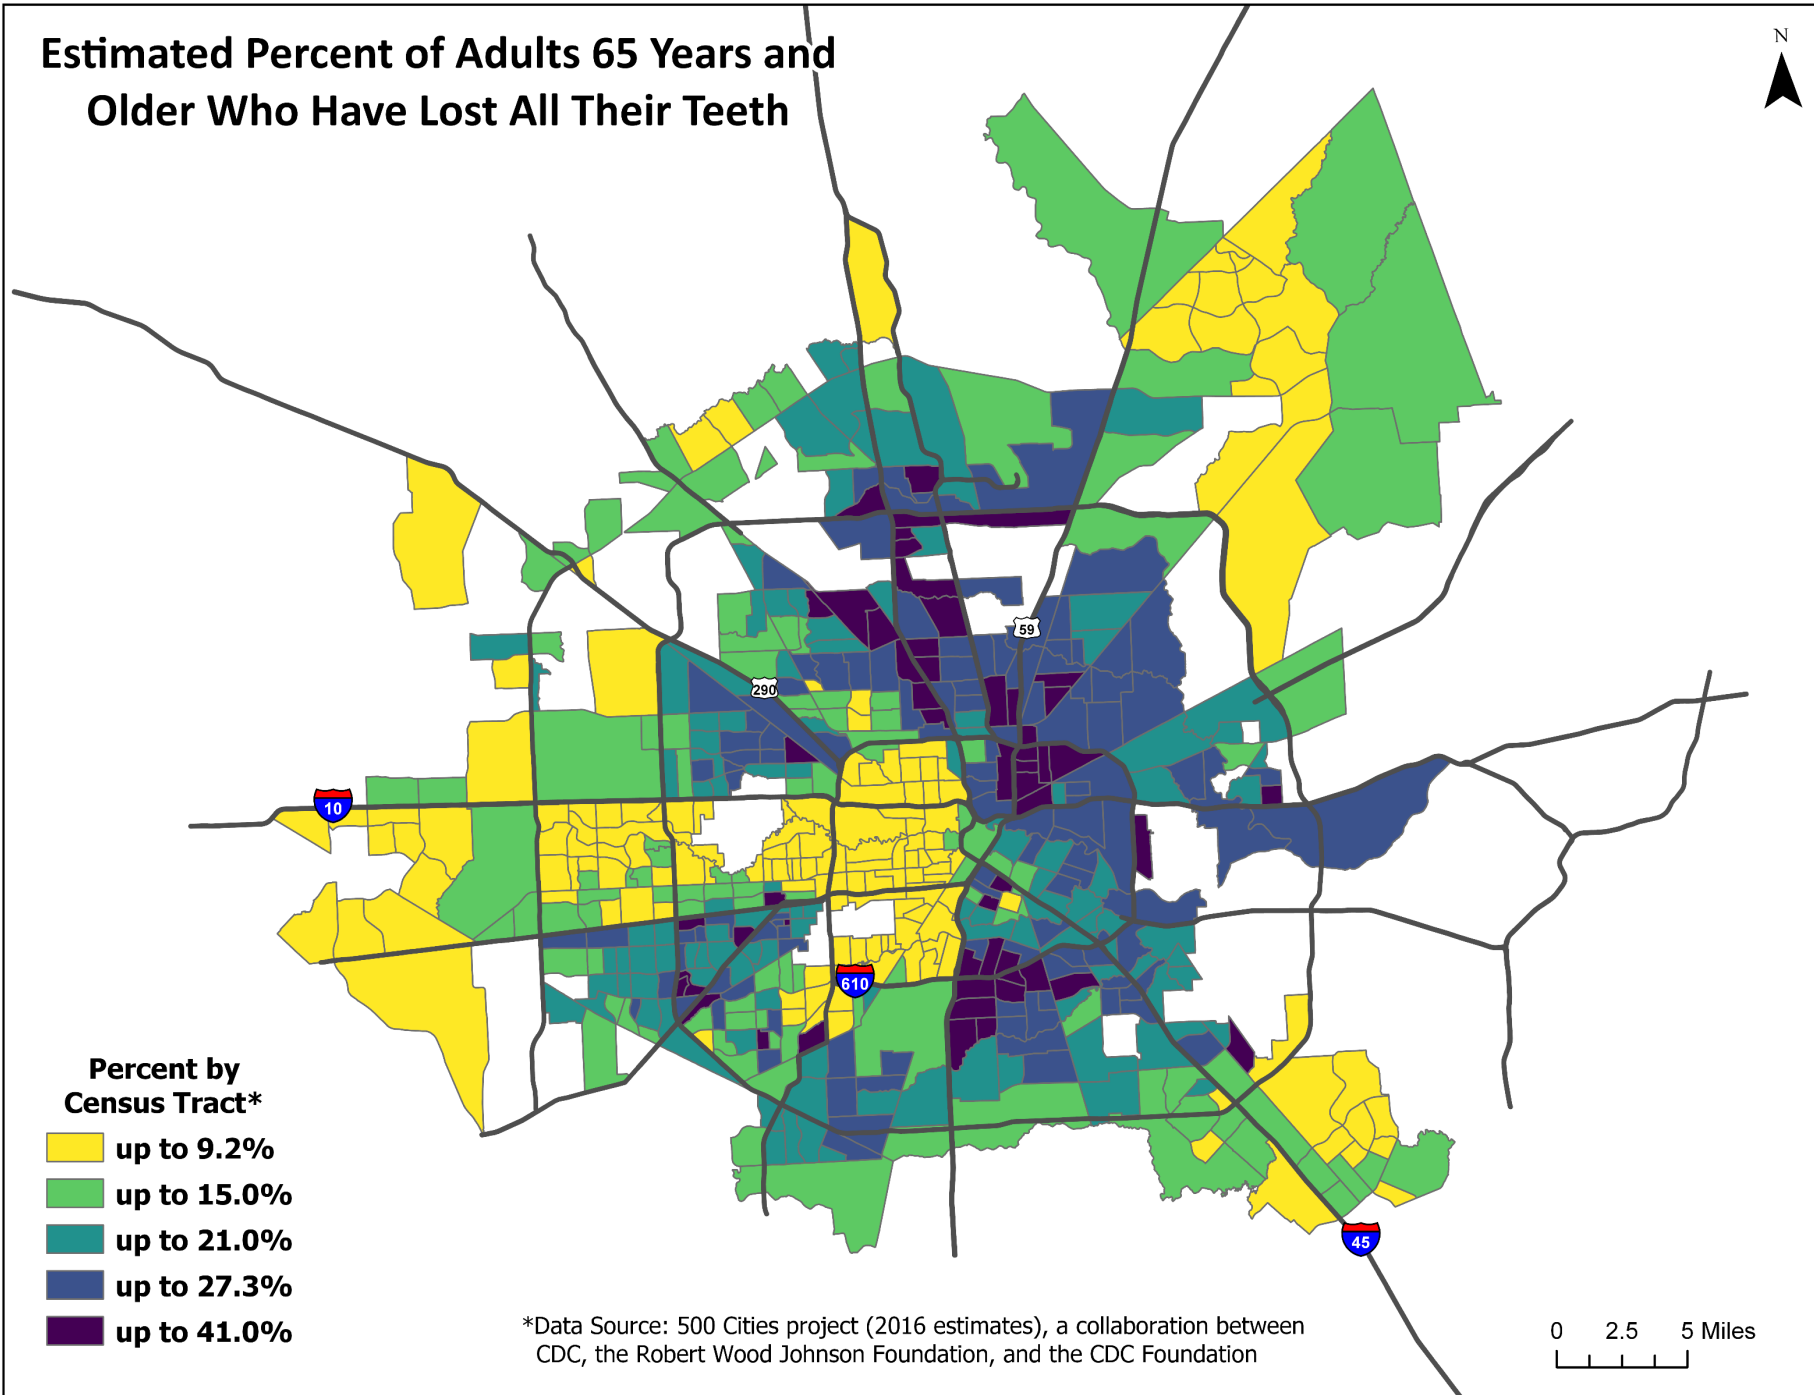 Estimated Percent of Adults 65 Years and
Older Who Have Lost All Their Teeth
N
59
290
10
610
45
Percent by
Census Tract*
up to 9.2%
up to 15.0%
up to 21.0%
up to 27.3%
up to 41.0%
*Data Source: 500 Cities project (2016 estimates), a collaboration between
CDC, the Robert Wood Johnson Foundation, and the CDC Foundation
0 2.5 5 Miles